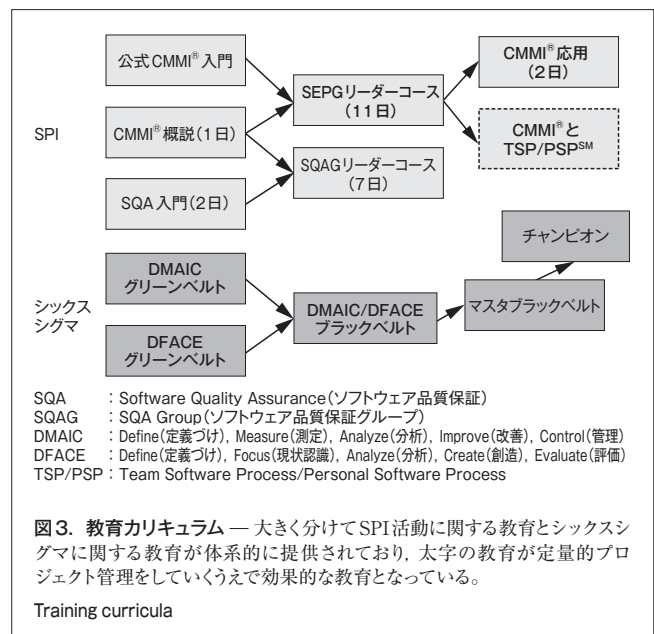 SPI
公式CMMI®入門
CMMI®概説(1日)
SQA入門(2日)
SEPGリーダーコース
(11日)
SQAGリーダーコース
(7日)
CMMI®応用
(2日)
CMMI®と
TSP/PSP℠
シックス
シグマ
DMAIC
グリーンベルト
DFACE
グリーンベルト
DMAIC/DFACE
ブラックベルト
マスタブラックベルト
チャンピオン
SQA : Software Quality Assurance(ソフトウェア品質保証)
SQAG : SQA Group(ソフトウェア品質保証グループ)
DMAIC : Define(定義づけ), Measure(測定), Analyze(分析), Improve(改善), Control(管理)
DFACE : Define(定義づけ), Focus(現状認識), Analyze(分析), Create(創造), Evaluate(評価)
TSP/PSP : Team Software Process/Personal Software Process
図3. 教育カリキュラム — 大きく分けてSPI活動に関する教育とシックスシ
グマに関する教育が体系的に提供されており, 太字の教育が定量的プロ
ジェクト管理をしていくうえで効果的な教育となっている。
Training curricula